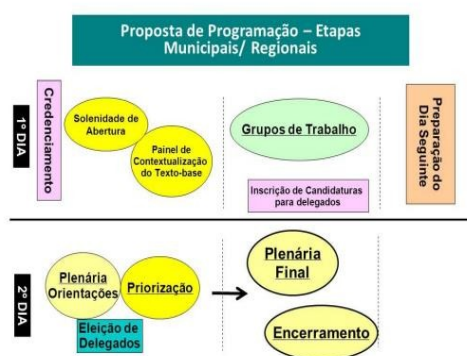 Proposta de Programação – Etapas
Municipais/ Regionais
1º DIA
Credenciamento
Solenidade de
Abertura
Painel de
Contextualização
do Texto-base
Grupos de Trabalho
Inscrição de Candidaturas
para delegados
Preparação do
Dia Seguinte
2º DIA
Plenária
Orientações
Priorização
Eleição de
Delegados
Plenária
Final
Encerramento